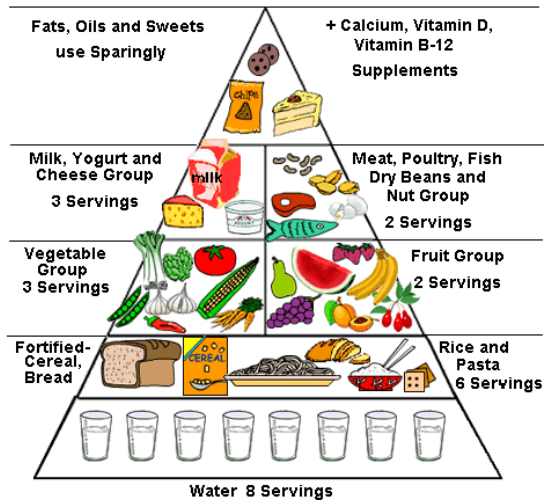 Fats, Oils and Sweets
use Sparingly
+ Calcium, Vitamin D,
Vitamin B-12
Supplements
Chips
Milk, Yogurt and
Cheese Group
3 Servings
milk
Meat, Poultry, Fish
Dry Beans and
Nut Group
2 Servings
Vegetable
Group
3 Servings
Fruit Group
2 Servings
Fortified-
Cereal,
Bread
CEREAL
Rice and
Pasta
6 Servings
Water 8 Servings